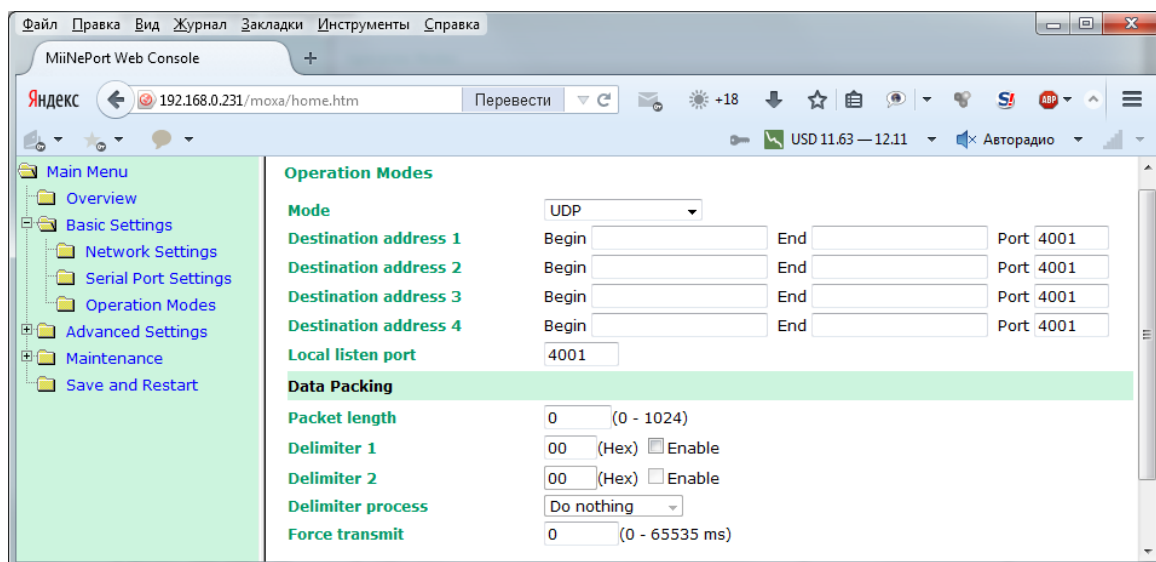 Файл Правка Вид Журнал Закладки Инструменты Справка
MiiNePort Web Console +
Яндекс 192.168.0.231/moxa/home.htm Перевести +18 S! ABP
USD 11.63 — 12.11 Авторадио
Main Menu
Overview
Basic Settings
Network Settings
Serial Port Settings
Operation Modes
Advanced Settings
Maintenance
Save and Restart
Operation Modes
Mode UDP
Destination address 1 Begin End Port 4001
Destination address 2 Begin End Port 4001
Destination address 3 Begin End Port 4001
Destination address 4 Begin End Port 4001
Local listen port 4001
Data Packing
Packet length 0 (0 - 1024)
Delimiter 1 00 (Hex) Enable
Delimiter 2 00 (Hex) Enable
Delimiter process Do nothing
Force transmit 0 (0 - 65535 ms)